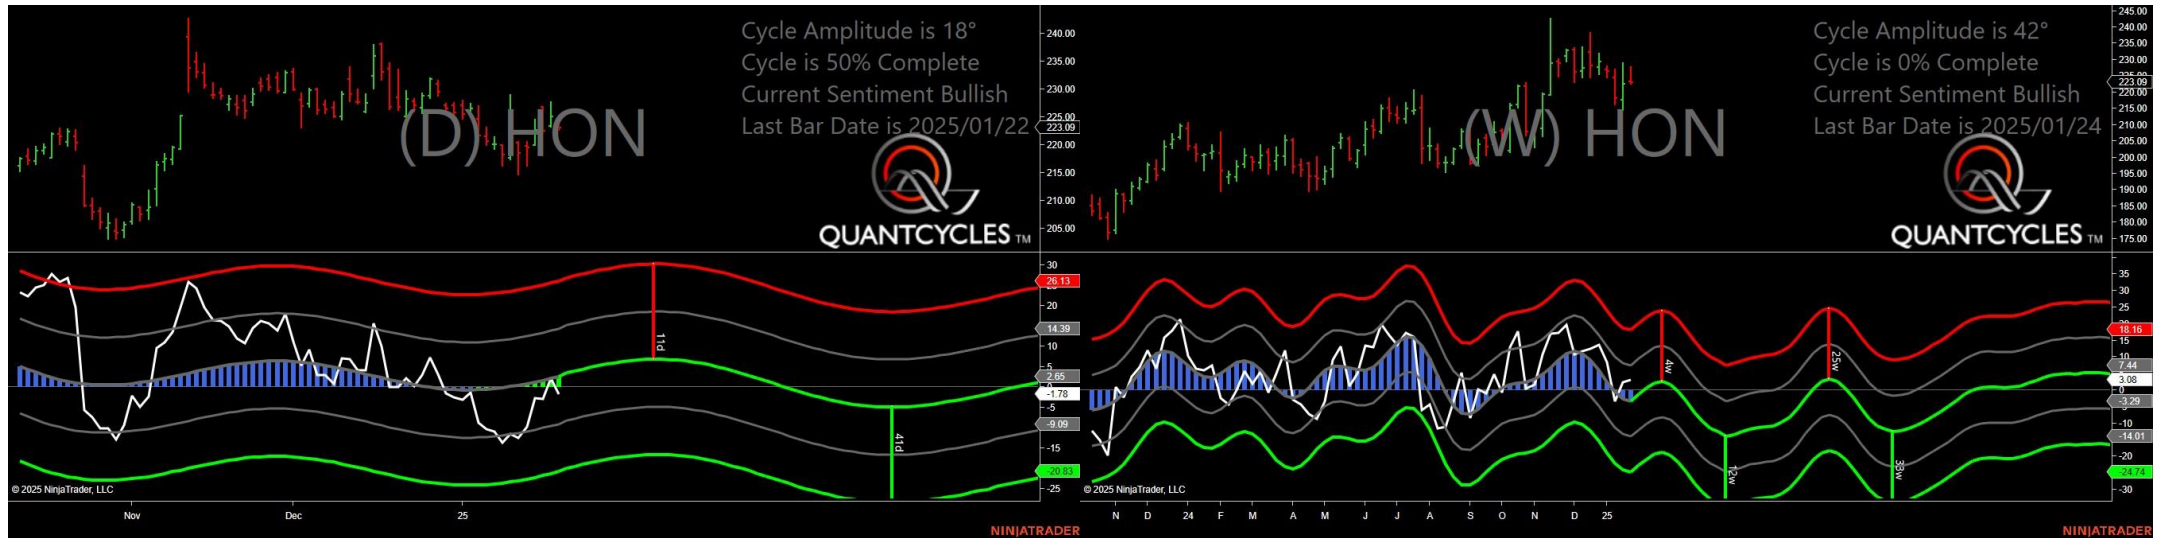 Cycle Amplitude is 18°
Cycle is 50% Complete
Current Sentiment Bullish
Last Bar Date is 2025/01/22
(D) HON
QUANTCYCLES TM
240.00
235.00
230.00
225.00
223.09
220.00
215.00
210.00
205.00
30
26.13
20
14.39
10
5
2.65
-1.78
-5
-9.09
-15
-20.83
-25
11d
41d
© 2025 NinjaTrader, LLC
Nov
Dec
25
NINJATRADER
Cycle Amplitude is 42°
Cycle is 0% Complete
Current Sentiment Bullish
Last Bar Date is 2025/01/24
(W) HON
QUANTCYCLES TM
245.00
240.00
235.00
230.00
223.09
220.00
215.00
210.00
205.00
200.00
195.00
190.00
185.00
180.00
175.00
35
30
25
18.16
15
10
7.44
3.08
0
-3.29
-10
-14.01
-20
-24.74
-30
4w
12w
25w
© 2025 NinjaTrader, LLC
N D 24 F M A M J J A S O N D 25
NINJATRADER